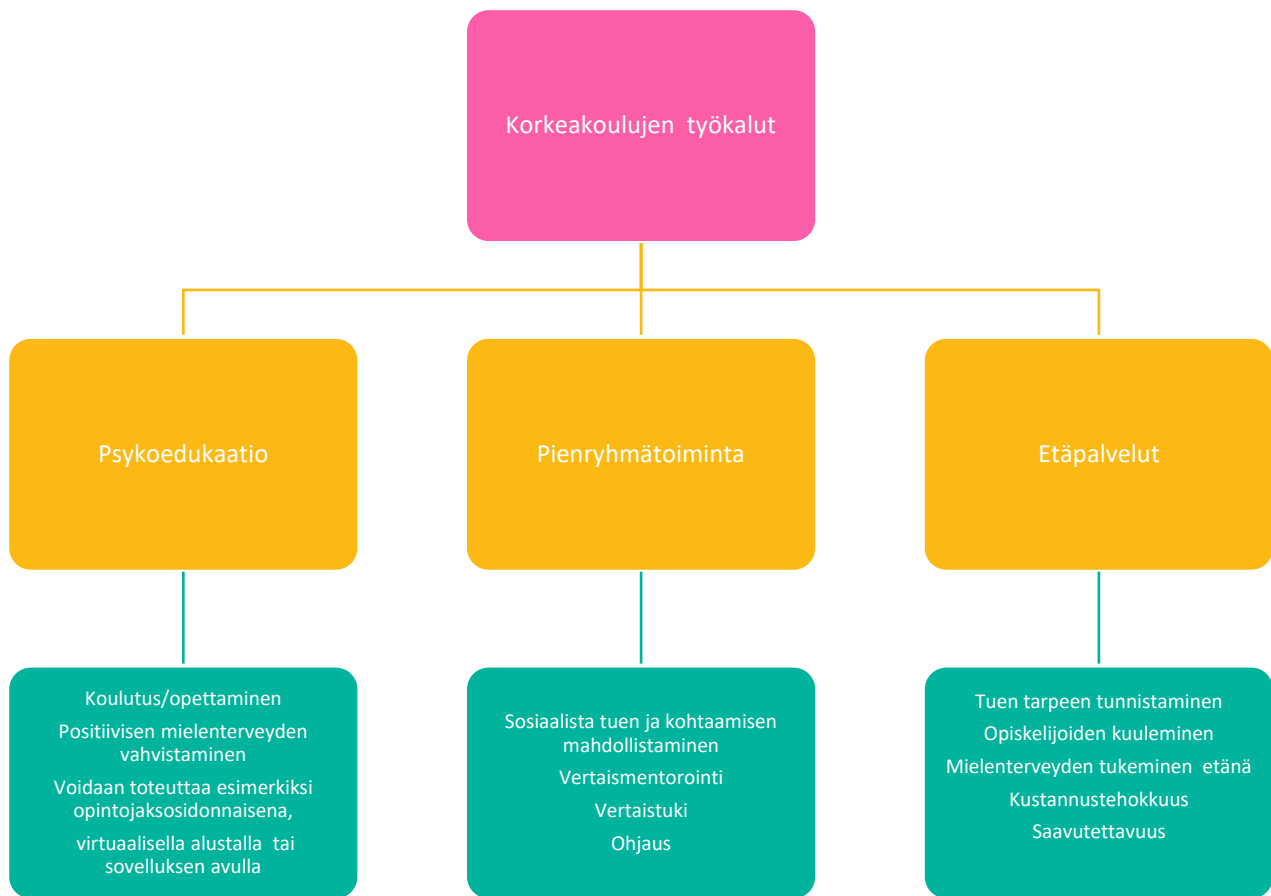 Korkeakoulujen työkalut
Psykoedukaatio
Pienryhmätoiminta
Etäpalvelut
Koulutus/opettaminen
Positiivisen mielenterveyden
vahvistaminen
Voidaan toteuttaa esimerkiksi
opintojaksosidonnaisena,
virtuaalisella alustalla tai
sovelluksen avulla
Sosiaalista tuen ja kohtaamisen
mahdollistaminen
Vertaismentorointi
Vertaistuki
Ohjaus
Tuen tarpeen tunnistaminen
Opiskelijoiden kuuleminen
Mielenterveyden tukeminen etänä
Kustannustehokkuus
Saavutettavuus